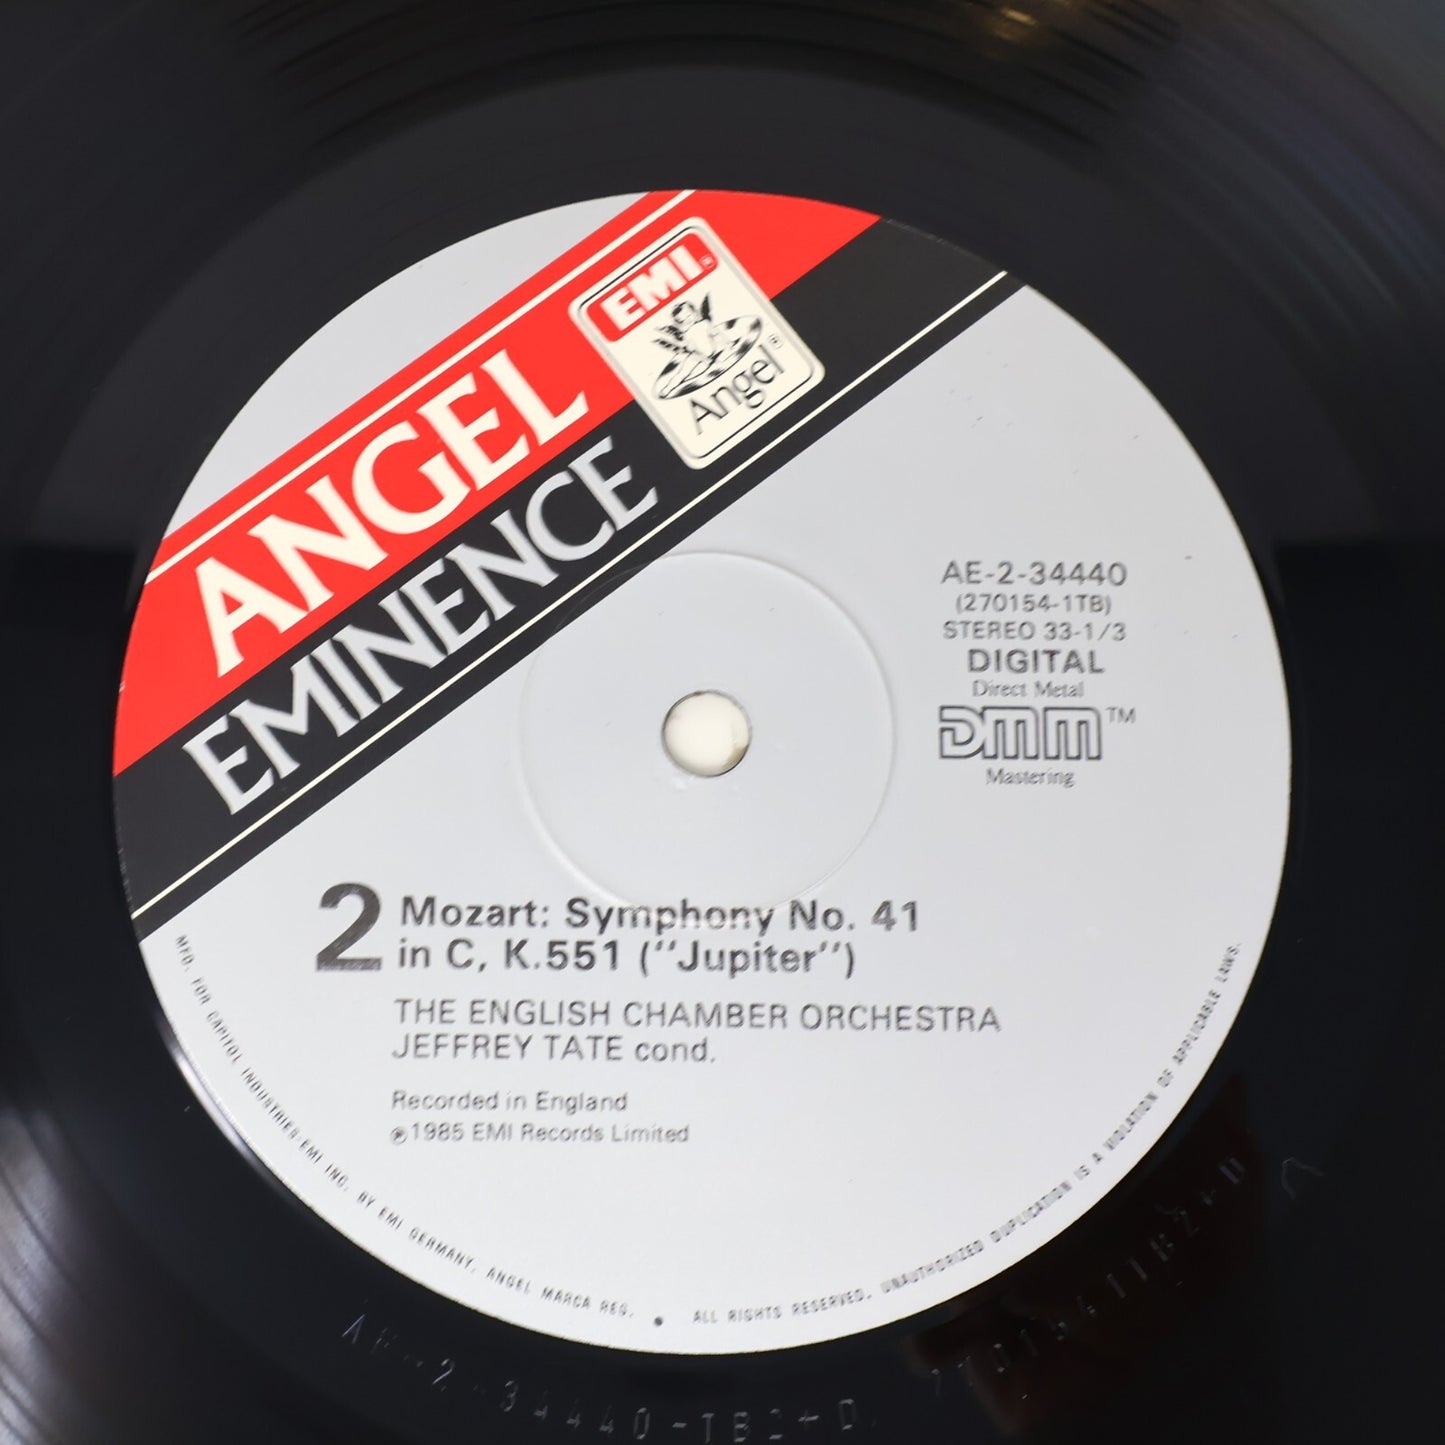 EMI®
Angel®
ANGEL
EMINENCE
AE-2-34440
(270154-1TB)
STEREO 33-1/3
DIGITAL
Direct Metal
DMM™
Mastering
2
Mozart: Symphony No. 41
in C, K.551 (''Jupiter'')
THE ENGLISH CHAMBER ORCHESTRA
JEFFREY TATE cond.
Recorded in England
℗1985 EMI Records Limited
MFD. FOR CAPITOL INDUSTRIES-EMI INC. BY EMI GERMANY, ANGEL MARCA REG. • ALL RIGHTS RESERVED. UNAUTHORIZED DUPLICATION IS A VIOLATION OF APPLICABLE LAWS.